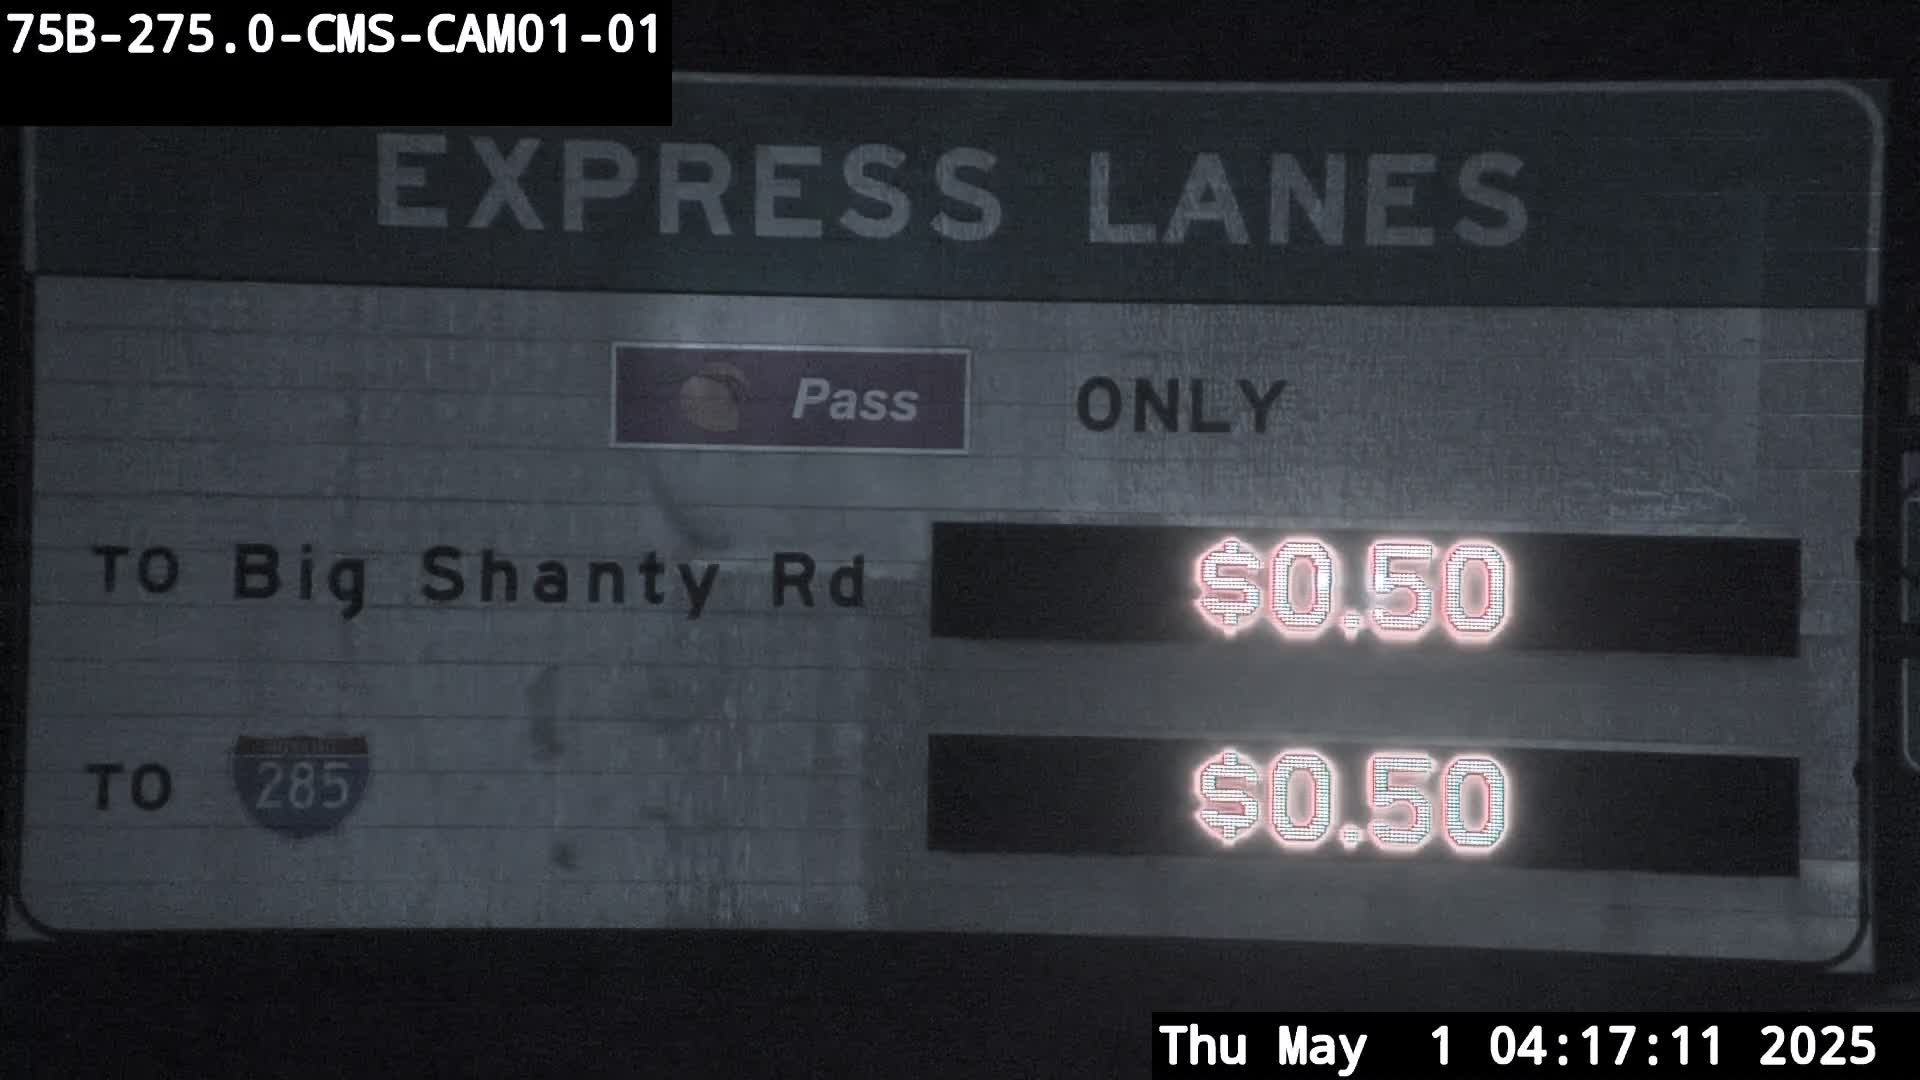 75B-275.0-CMS-CAM01-01
EXPRESS LANES
Pass ONLY
TO Big Shanty Rd $0.50
TO 285 $0.50
Thu May 1 04:17:11 2025